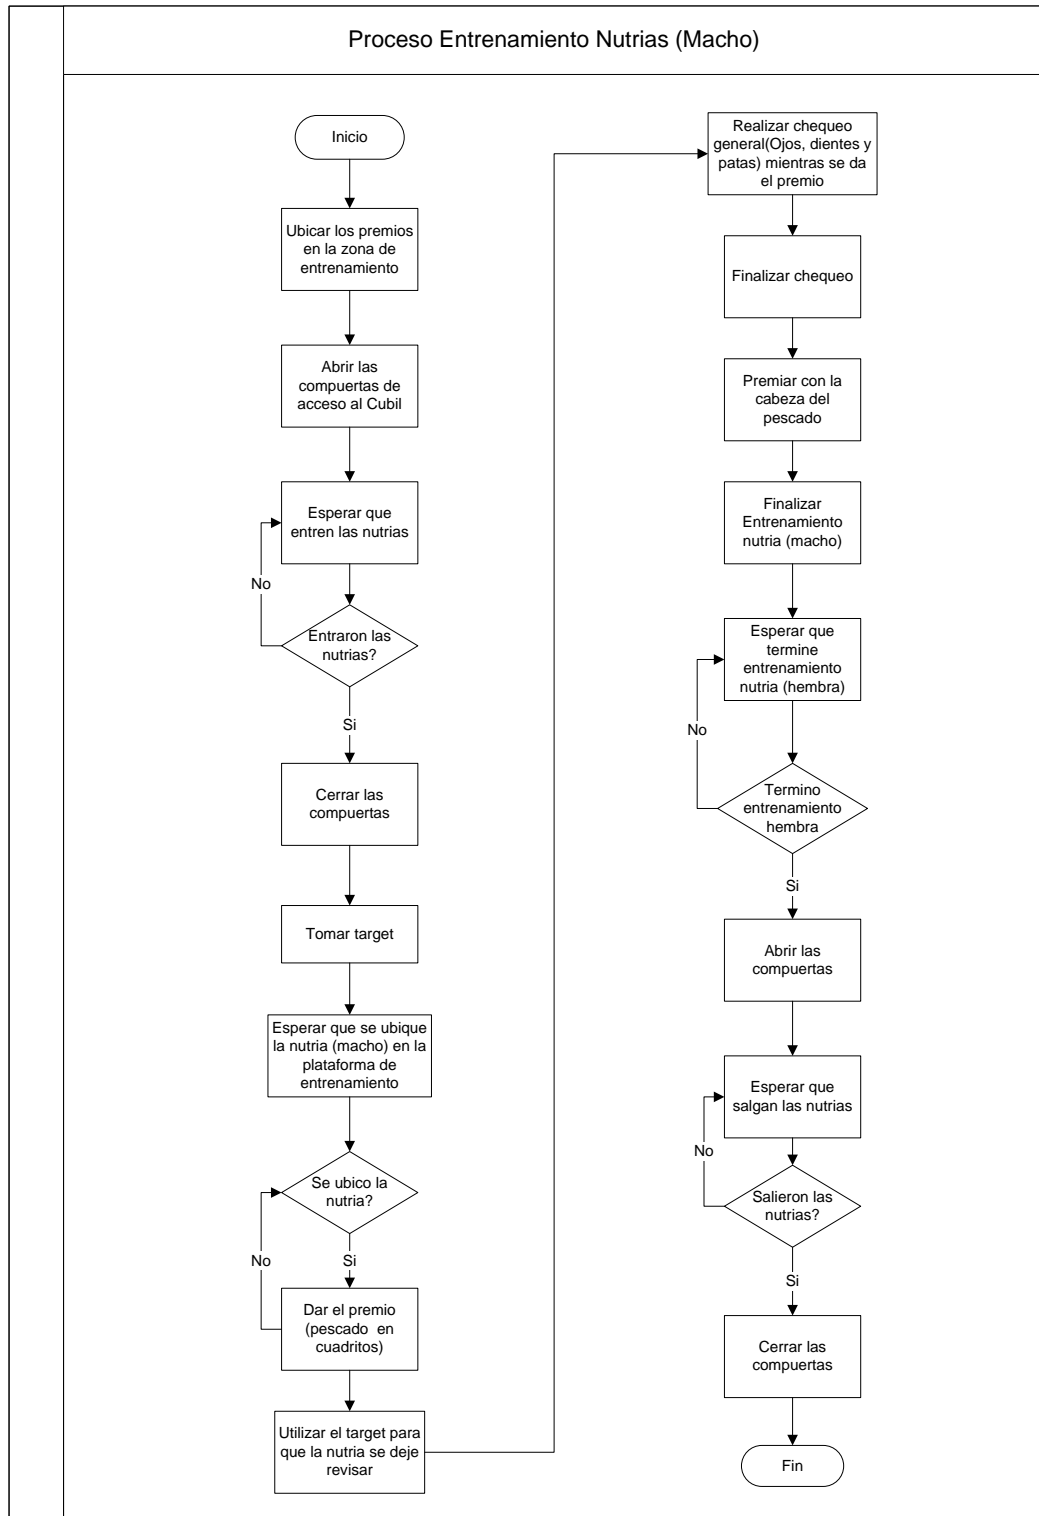 Proceso Entrenamiento Nutrias (Macho)
Inicio
Ubicar los premios
en la zona de
entrenamiento
Abrir las
compuertas de
acceso al Cubil
Esperar que
entren las nutrias
No
Entraron las
nutrias?
Si
Cerrar las
compuertas
Tomar target
Esperar que se ubique
la nutria (macho) en la
plataforma de
entrenamiento
Se ubico la
nutria?
No
Si
Dar el premio
(pescado en
cuadritos)
Utilizar el target para
que la nutria se deje
revisar
Realizar chequeo
general(Ojos, dientes y
patas) mientras se da
el premio
Finalizar chequeo
Premiar con la
cabeza del
pescado
Finalizar
Entrenamiento
nutria (macho)
Esperar que
termine
entrenamiento
nutria (hembra)
No
Termino
entrenamiento
hembra
Si
Abrir las
compuertas
Esperar que
salgan las nutrias
No
Salieron las
nutrias?
Si
Cerrar las
compuertas
Fin